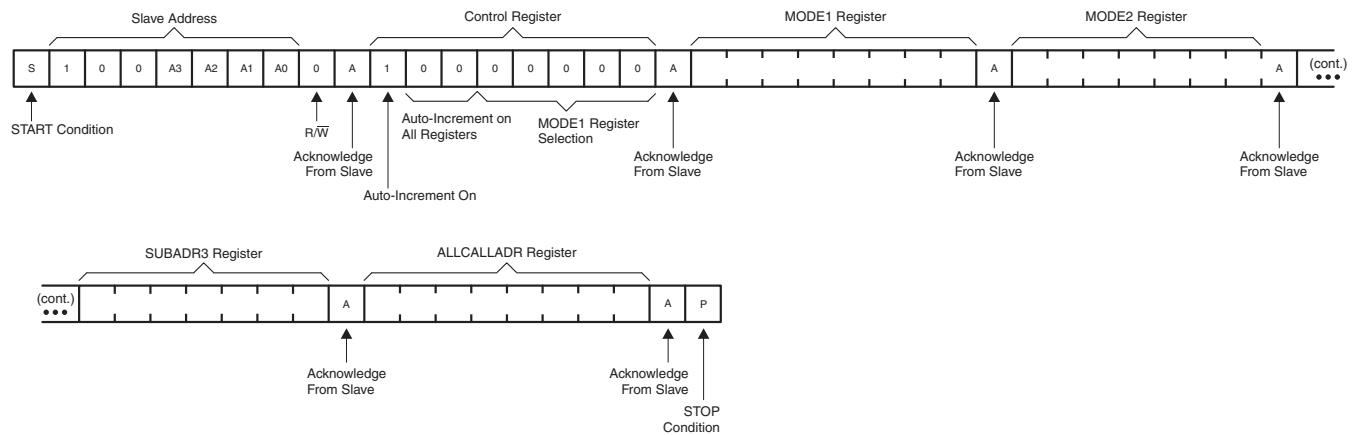 Slave Address
Control Register
MODE1 Register
MODE2 Register
S 1 0 0 A3 A2 A1 A0 0 A 1 0 0 0 0 0 0 0 A A A (cont.)
•••
START Condition
R/W̅
Acknowledge
From Slave
Auto-Increment On
Auto-Increment on
All Registers
MODE1 Register
Selection
Acknowledge
From Slave
Acknowledge
From Slave
Acknowledge
From Slave
SUBADR3 Register
ALLCALLADR Register
(cont.)
•••
A A P
Acknowledge
From Slave
Acknowledge
From Slave
STOP
Condition